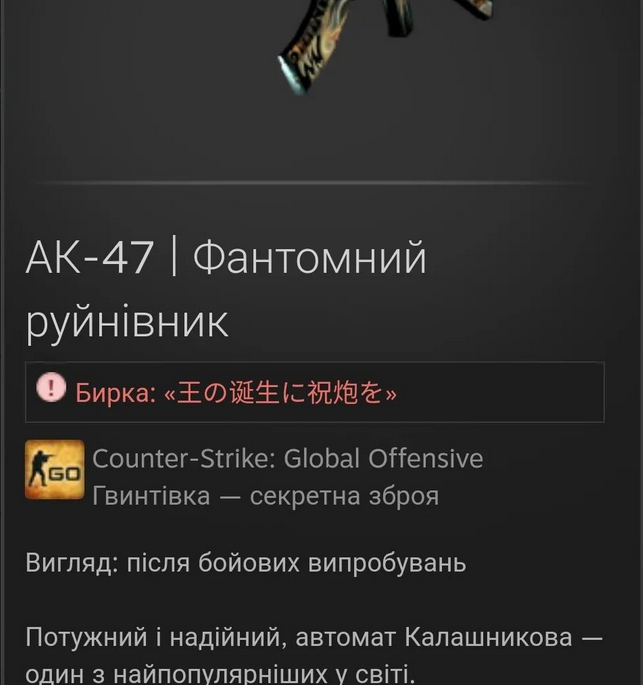 АК-47 | Фантомний
руйнівник
! Бирка: «王の诞生に祝炮を»
GO Counter-Strike: Global Offensive
Гвинтівка — секретна зброя
Вигляд: після бойових випробувань
Потужний і надійний, автомат Калашникова —
один з найпопулярніших у світі.